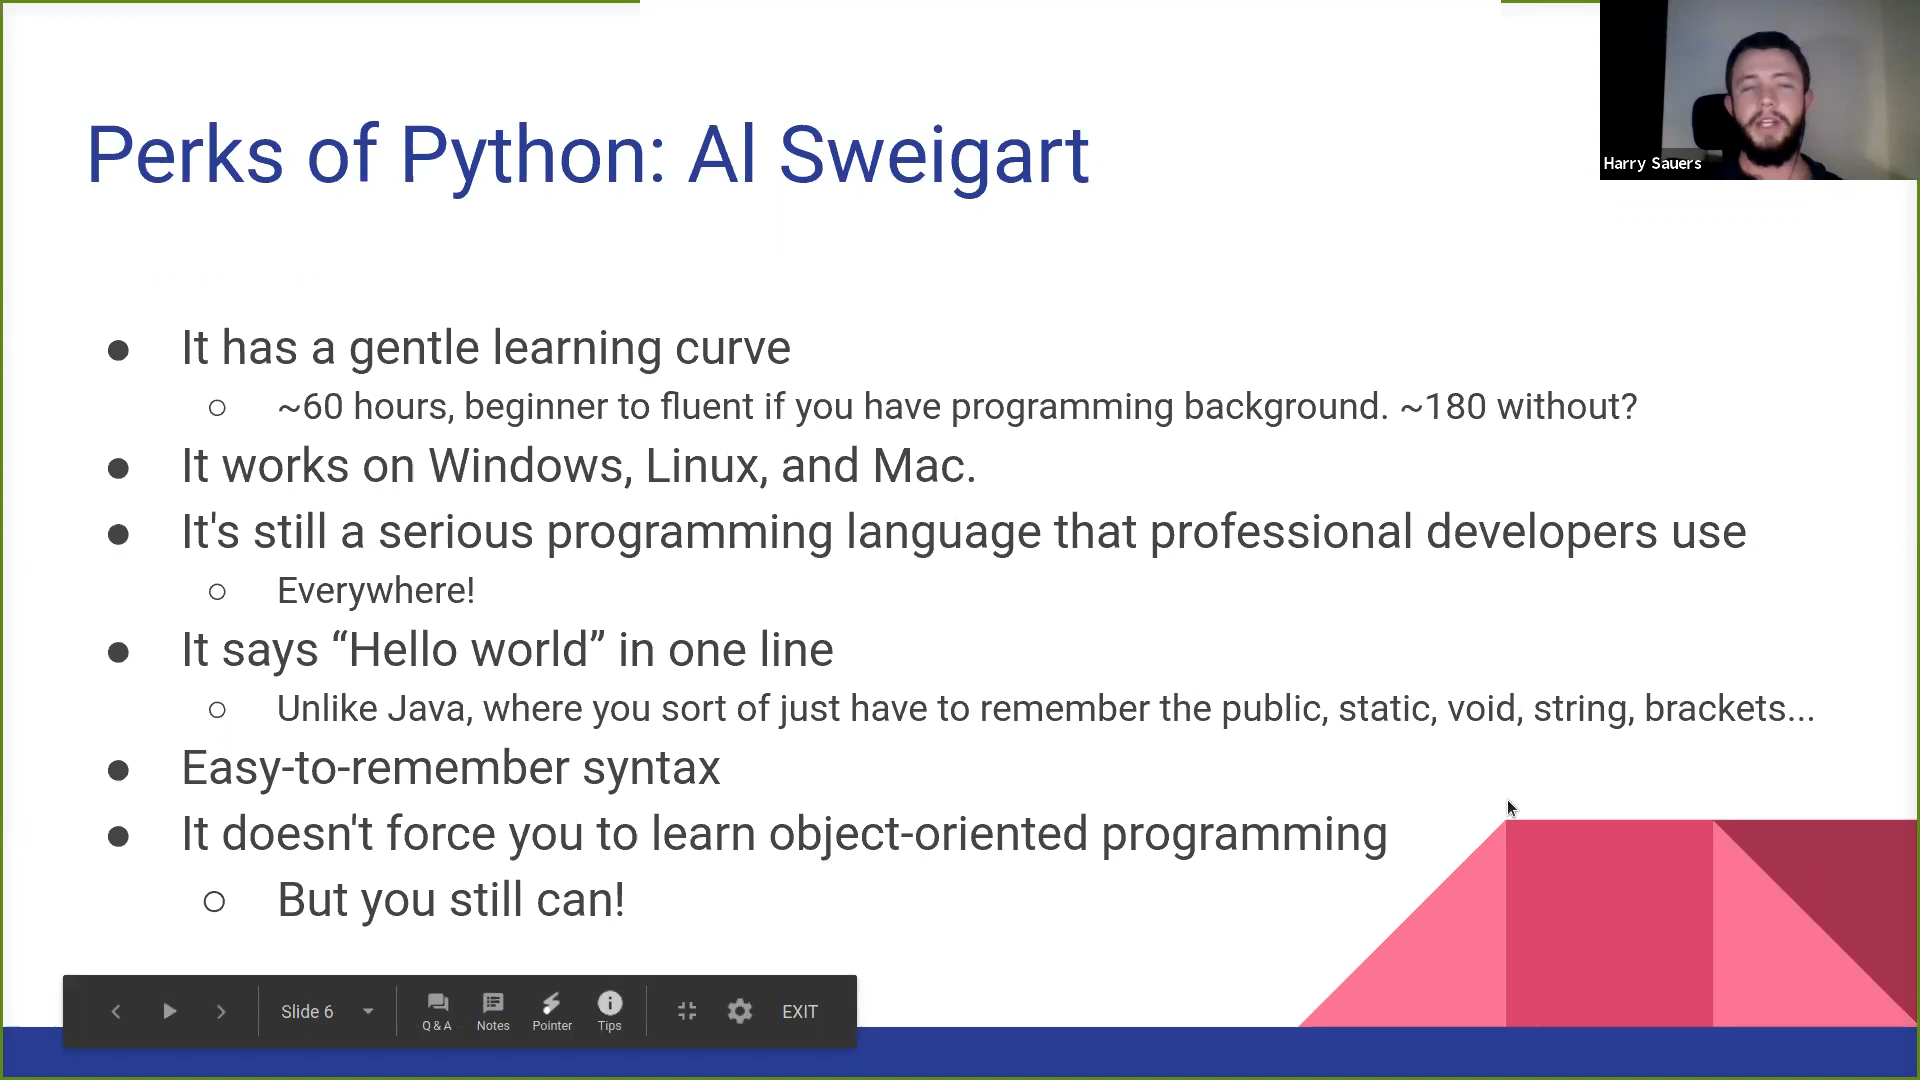 Perks of Python: Al Sweigart
Harry Sauers
● It has a gentle learning curve
○ ~60 hours, beginner to fluent if you have programming background. ~180 without?
● It works on Windows, Linux, and Mac.
● It's still a serious programming language that professional developers use
○ Everywhere!
● It says “Hello world” in one line
○ Unlike Java, where you sort of just have to remember the public, static, void, string, brackets...
● Easy-to-remember syntax
● It doesn't force you to learn object-oriented programming
○ But you still can!
Slide 6
Q & A
Notes
Pointer
Tips
EXIT